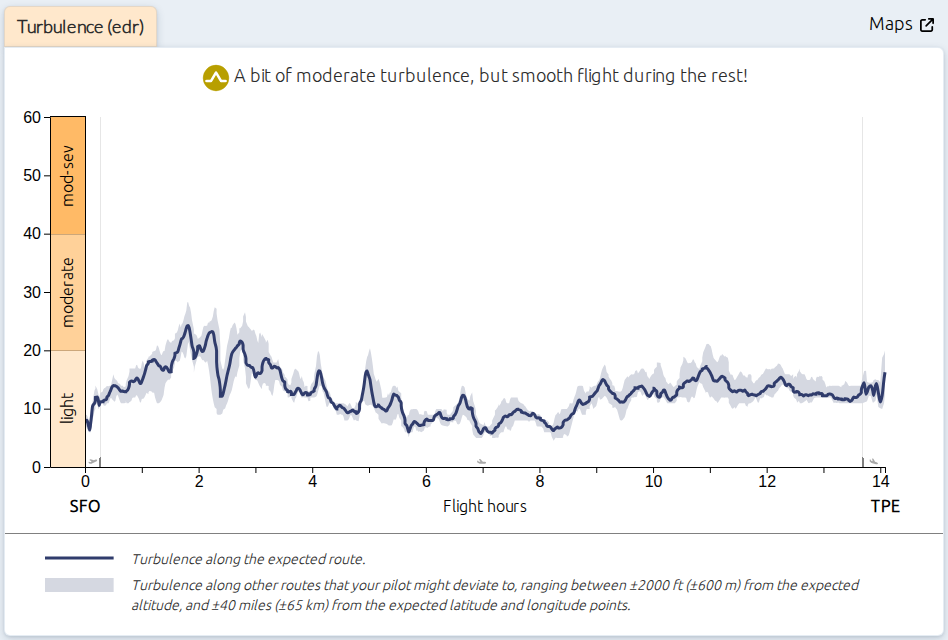 Turbulence (edr)
Maps
A bit of moderate turbulence, but smooth flight during the rest!
60
50
40
30
20
10
0
mod-sev
moderate
light
0 2 4 6 8 10 12 14
SFO Flight hours TPE
Turbulence along the expected route.
Turbulence along other routes that your pilot might deviate to, ranging between ±2000 ft (±600 m) from the expected
altitude, and ±40 miles (±65 km) from the expected latitude and longitude points.